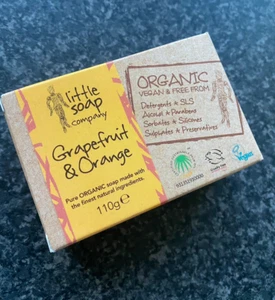 little
soap
company
Grapefruit
& Orange
Pure ORGANIC soap made with
the finest natural ingredients.
110g
ORGANIC
VEGAN & FREE FROM
Detergents & SLS
Alcohol & Parabens
Sorbates & Silicones
Sulphates & Preservatives